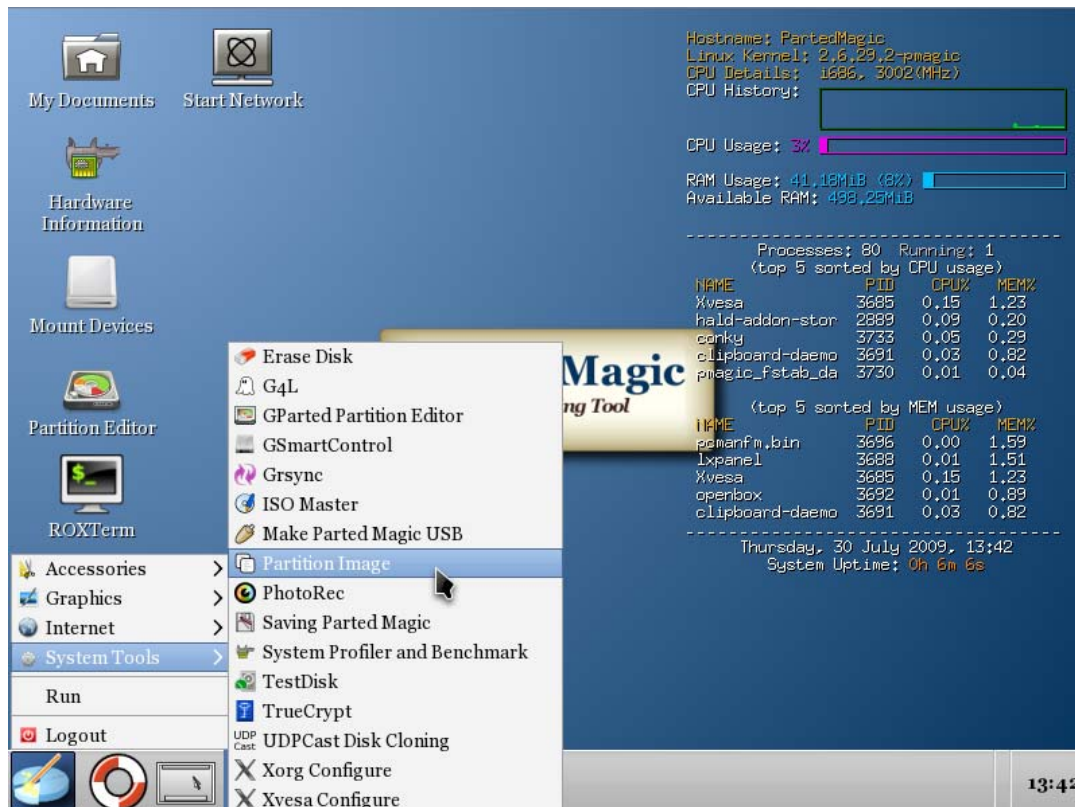 My Documents
Start Network
Hardware
Information
Mount Devices
Partition Editor
$_
ROXTerm
Hostname: PartedMagic
Linux Kernel: 2.6.29.2-pmagic
CPU Details: i686, 3002(MHz)
CPU History:
CPU Usage: 3%
RAM Usage: 41.18MiB (8%)
Available RAM: 498.25MiB
Processes: 80 Running: 1
(top 5 sorted by CPU usage)
NAME PID CPU% MEM%
Xvesa 3685 0.15 1.23
hald-addon-stor 2889 0.09 0.20
conky 3733 0.05 0.29
clipboard-daemo 3691 0.03 0.82
pmagic_fstab_da 3730 0.01 0.04
(top 5 sorted by MEM usage)
NAME PID CPU% MEM%
pcmanfm.bin 3696 0.00 1.59
lxpanel 3688 0.01 1.51
Xvesa 3685 0.15 1.23
openbox 3692 0.01 0.89
clipboard-daemo 3691 0.03 0.82
Thursday, 30 July 2009, 13:42
System Uptime: 0h 6m 6s
Magic
ng Tool
Accessories
Graphics
Internet
System Tools
Run
Logout
Erase Disk
G4L
GParted Partition Editor
GSmartControl
Grsync
ISO Master
Make Parted Magic USB
Partition Image
PhotoRec
Saving Parted Magic
System Profiler and Benchmark
TestDisk
TrueCrypt
UDP
Cast
UDPCast Disk Cloning
Xorg Configure
Xvesa Configure
13:42